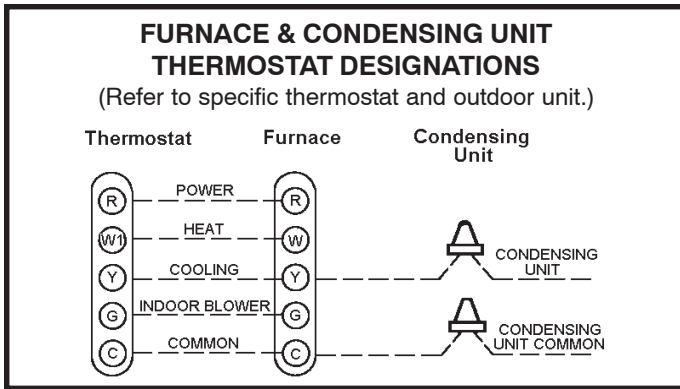 FURNACE & CONDENSING UNIT
THERMOSTAT DESIGNATIONS
(Refer to specific thermostat and outdoor unit.)
Thermostat Furnace Condensing
Unit
R POWER R
W1 HEAT W
Y COOLING Y
CONDENSING
UNIT
G INDOOR BLOWER G
C COMMON C
CONDENSING
UNIT COMMON